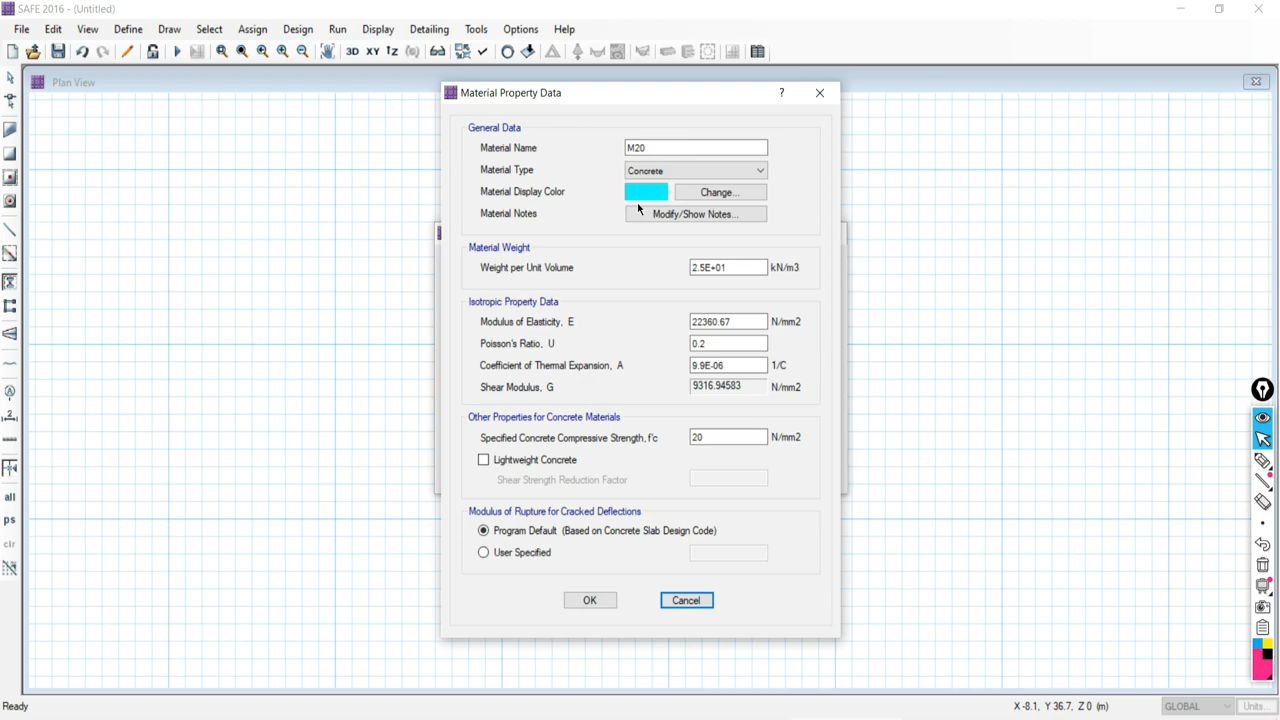 SAFE 2016 - (Untitled)
File Edit View Define Draw Select Assign Design Run Display Detailing Tools Options Help
3D XY
Plan View
Material Property Data
?
General Data
Material Name M20
Material Type Concrete
Material Display Color Change...
Material Notes Modify/Show Notes...
Material Weight
Weight per Unit Volume 2.5E+01 kN/m3
Isotropic Property Data
Modulus of Elasticity, E 22360.67 N/mm2
Poisson's Ratio, U 0.2
Coefficient of Thermal Expansion, A 9.9E-06 1/C
Shear Modulus, G 9316.94583 N/mm2
Other Properties for Concrete Materials
Specified Concrete Compressive Strength, f'c 20 N/mm2
Lightweight Concrete
Shear Strength Reduction Factor
Modulus of Rupture for Cracked Deflections
Program Default (Based on Concrete Slab Design Code)
User Specified
OK Cancel
all
ps
clr
Ready X -8.1, Y 36.7, Z 0 (m) GLOBAL Units...